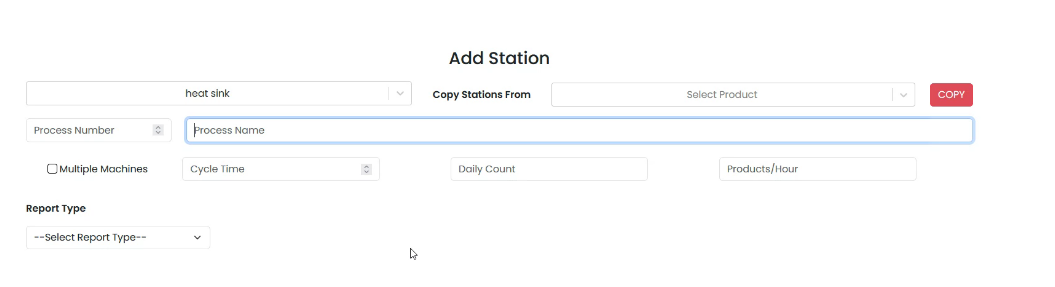 Add Station
heat sink Copy Stations From Select Product COPY
Process Number Process Name
Multiple Machines Cycle Time Daily Count Products/Hour
Report Type
--Select Report Type--